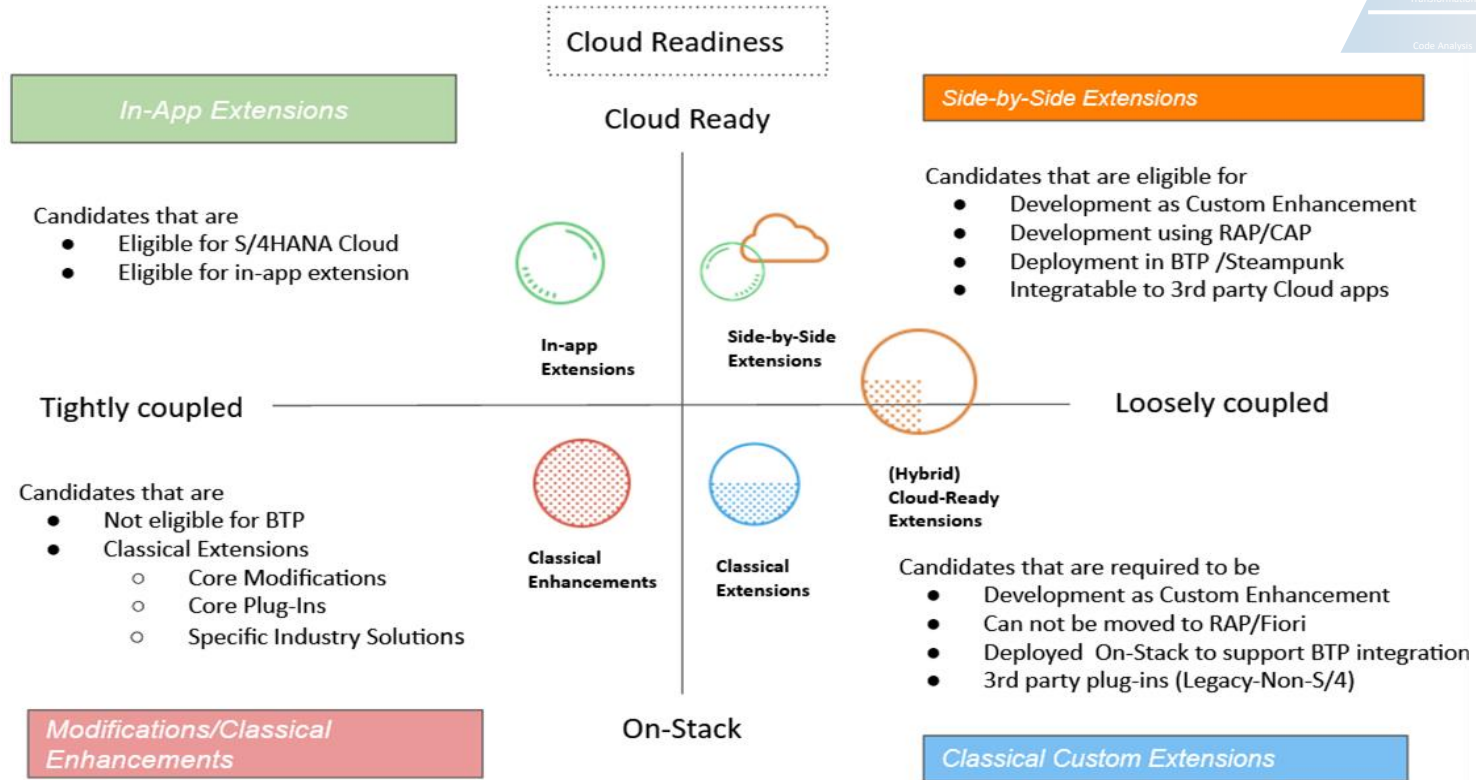 Cloud Readiness
Code Analysis
In-App Extensions
Side-by-Side Extensions
Cloud Ready
Candidates that are
● Eligible for S/4HANA Cloud
● Eligible for in-app extension
Candidates that are eligible for
● Development as Custom Enhancement
● Development using RAP/CAP
● Deployment in BTP /Steampunk
● Integratable to 3rd party Cloud apps
In-app
Extensions
Side-by-Side
Extensions
Tightly coupled
Loosely coupled
(Hybrid)
Cloud-Ready
Extensions
Candidates that are
● Not eligible for BTP
● Classical Extensions
○ Core Modifications
○ Core Plug-Ins
○ Specific Industry Solutions
Classical
Enhancements
Classical
Extensions
Candidates that are required to be
● Development as Custom Enhancement
● Can not be moved to RAP/Fiori
● Deployed On-Stack to support BTP integration
● 3rd party plug-ins (Legacy-Non-S/4)
On-Stack
Modifications/Classical
Enhancements
Classical Custom Extensions